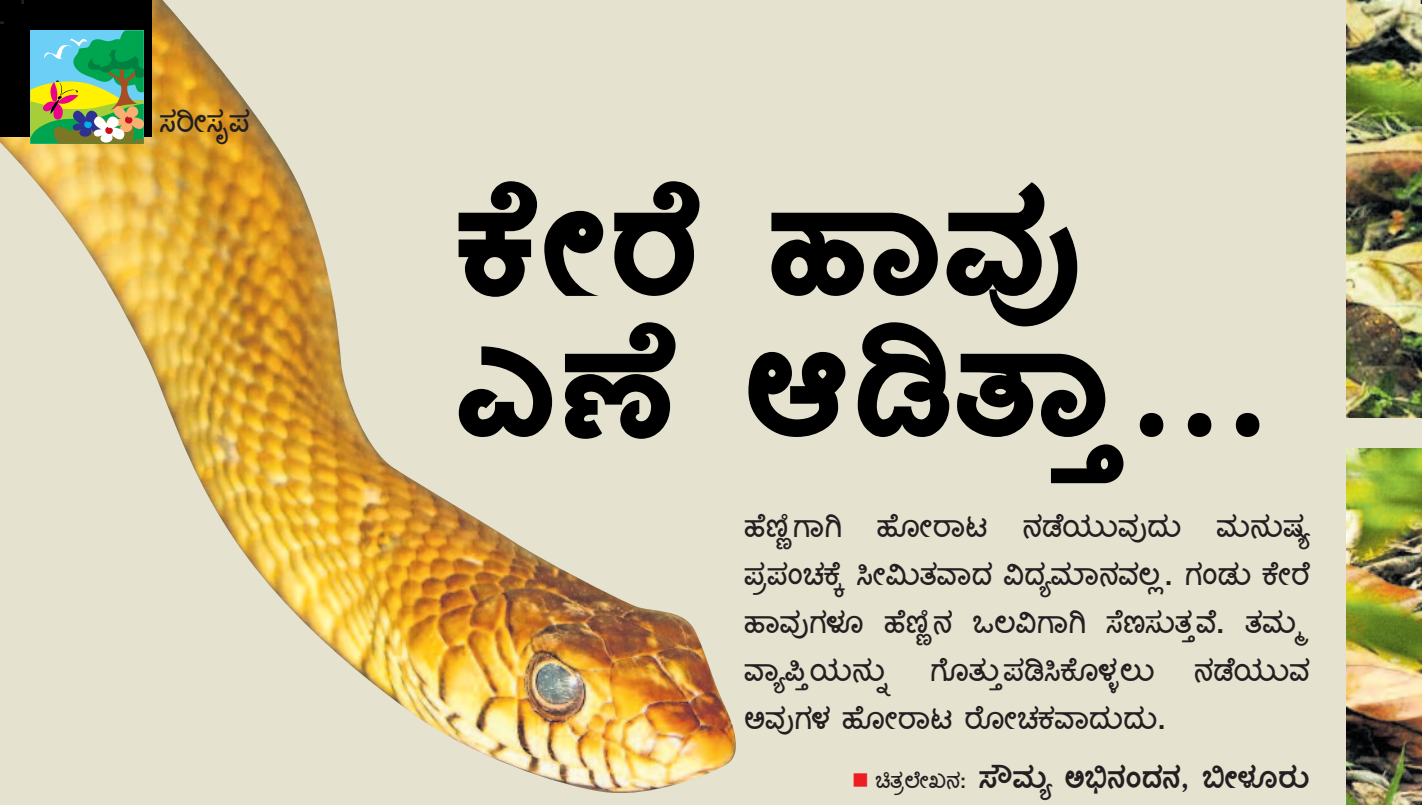 ಸರೀಸೃಪ
ಕೇರೆ ಹಾವು
ಎಣೆ ಆಡಿತ್ತಾ...
ಹೆಣ್ಣಿಗಾಗಿ ಹೋರಾಟ ನಡೆಯುವುದು ಮನುಷ್ಯ
ಪ್ರಪಂಚಕ್ಕೆ ಸೀಮಿತವಾದ ವಿದ್ಯಮಾನವಲ್ಲ. ಗಂಡು ಕೇರೆ
ಹಾವುಗಳೂ ಹೆಣ್ಣಿನ ಒಲವಿಗಾಗಿ ಸೆಣಸುತ್ತವೆ. ತಮ್ಮ
ವ್ಯಾಪ್ತಿಯನ್ನು ಗೊತ್ತುಪಡಿಸಿಕೊಳ್ಳಲು ನಡೆಯುವ
ಅವುಗಳ ಹೋರಾಟ ರೋಚಕವಾದುದು.
ಚಿತ್ರಲೇಖನ: ಸೌಮ್ಯ ಅಭಿನಂದನ, ಬೀಳೂರು